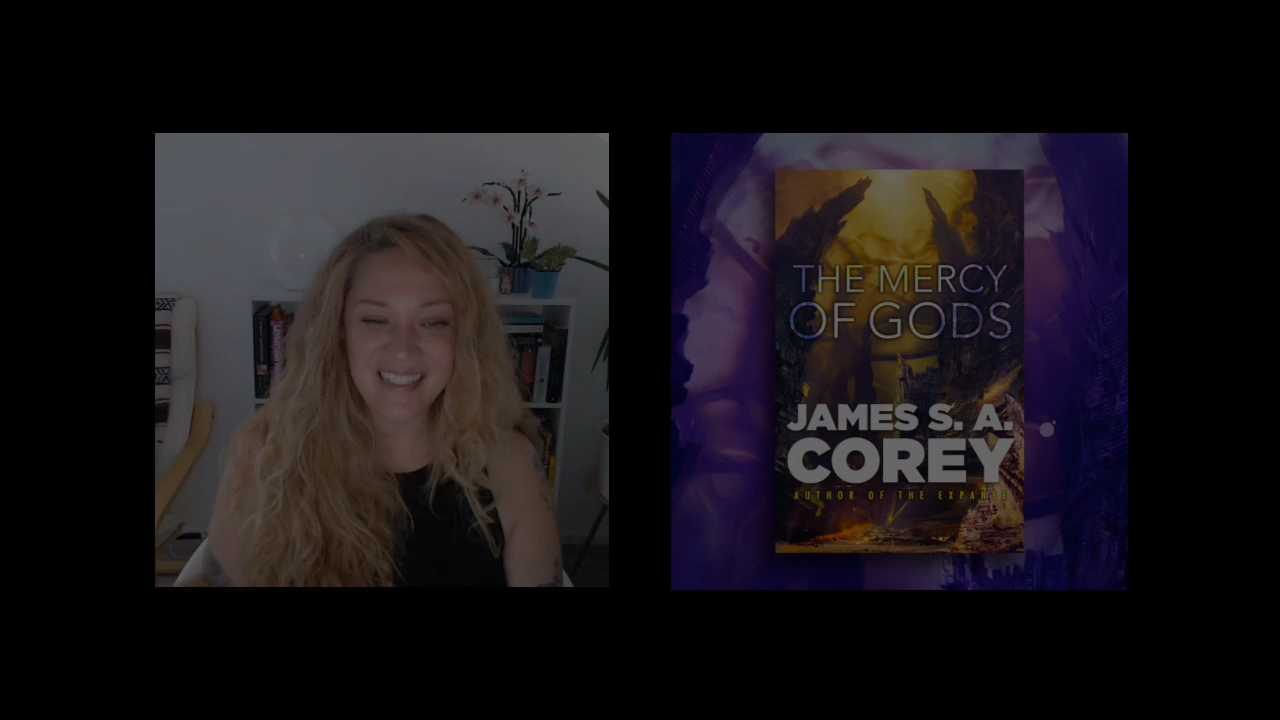 THE MERCY
OF GODS
JAMES S. A.
COREY
AUTHOR OF THE EXPANSE